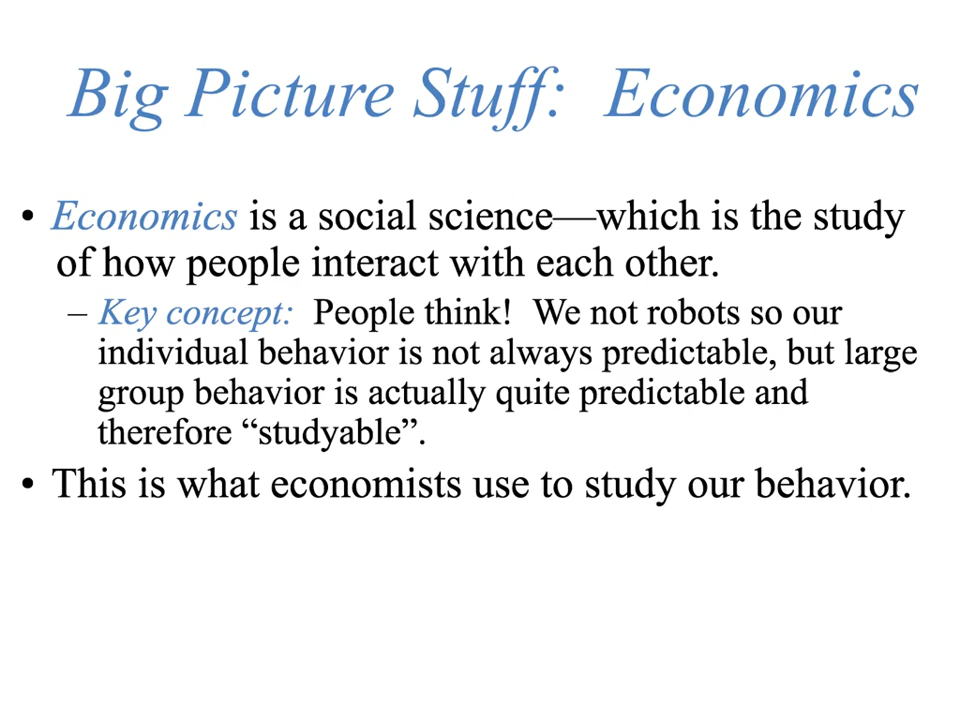 Big Picture Stuff:  Economics
• Economics is a social science—which is the study
of how people interact with each other.
– Key concept:  People think!  We not robots so our
individual behavior is not always predictable, but large
group behavior is actually quite predictable and
therefore “studyable”.
• This is what economists use to study our behavior.